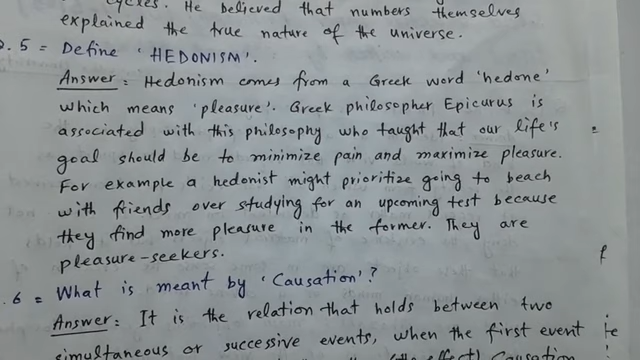 cycles. He believed that numbers themselves
explained the true nature of the universe.
Q.5 = Define 'HEDONISM'.
Answer: Hedonism comes from a Greek word 'hedone'
which means 'pleasure'. Greek philosopher Epicurus is
associated with this philosophy who taught that our life's
goal should be to minimize pain and maximize pleasure.
For example a hedonist might prioritize going to beach
with friends over studying for an upcoming test because
they find more pleasure in the former. They are
pleasure-seekers.
.6 = What is meant by 'Causation'?
Answer: It is the relation that holds between two
simultaneous or successive events, when the first event
(the effect) Causation